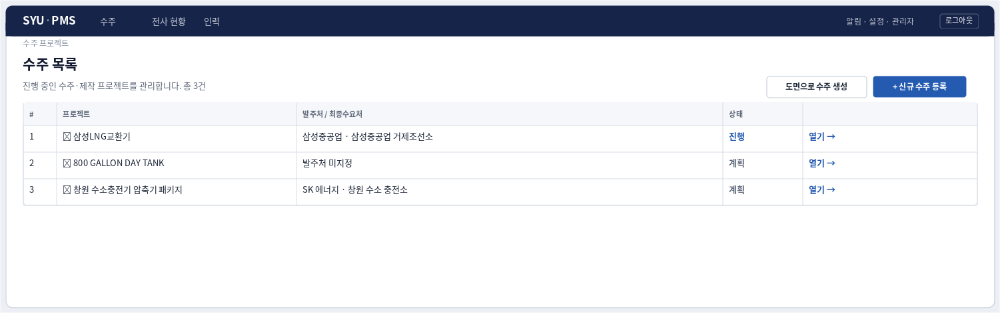 SYU·PMS 수주 전사 현황 인력 알림 · 설정 · 관리자 로그아웃
수주 프로젝트
수주 목록
진행 중인 수주·제작 프로젝트를 관리합니다. 총 3건
도면으로 수주 생성 + 신규 수주 등록
# 프로젝트 발주처 / 최종수요처 상태
1 삼성LNG교환기 삼성중공업 · 삼성중공업 거제조선소 진행 열기 →
2 800 GALLON DAY TANK 발주처 미지정 계획 열기 →
3 창원 수소충전기 압축기 패키지 SK 에너지 · 창원 수소 충전소 계획 열기 →